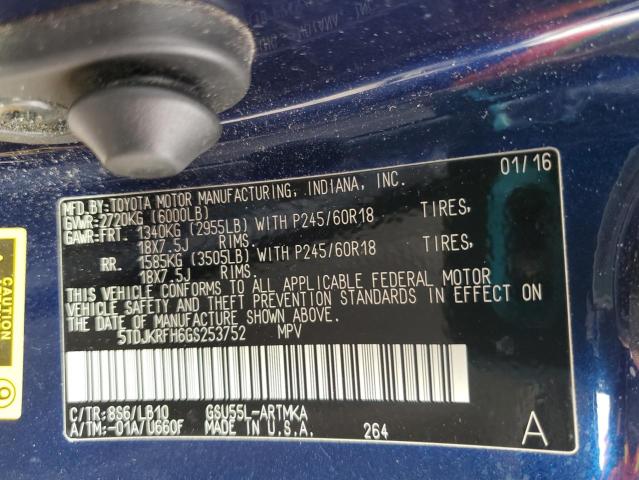 01/16
MFD.BY:TOYOTA MOTOR MANUFACTURING, INDIANA, INC.
GVWR-2720KG (6000LB)
GAWR:FRT. 1340KG (2955LB) WITH P245/60R18 TIRES,
18X7.5J RIMS.
RR. 1585KG (3505LB) WITH P245/60R18 TIRES,
18X7.5J RIMS.
THIS VEHICLE CONFORMS TO ALL APPLICABLE FEDERAL MOTOR
VEHICLE SAFETY AND THEFT PREVENTION STANDARDS IN EFFECT ON
THE DATE OF MANUFACTURE SHOWN ABOVE.
5TDJKRFH6GS253752 MPV
C/TR:8S6/LB10 GSU55L-ARTMKA
A/TM:-01A/U660F MADE IN U.S.A. 264 A
CAUTION